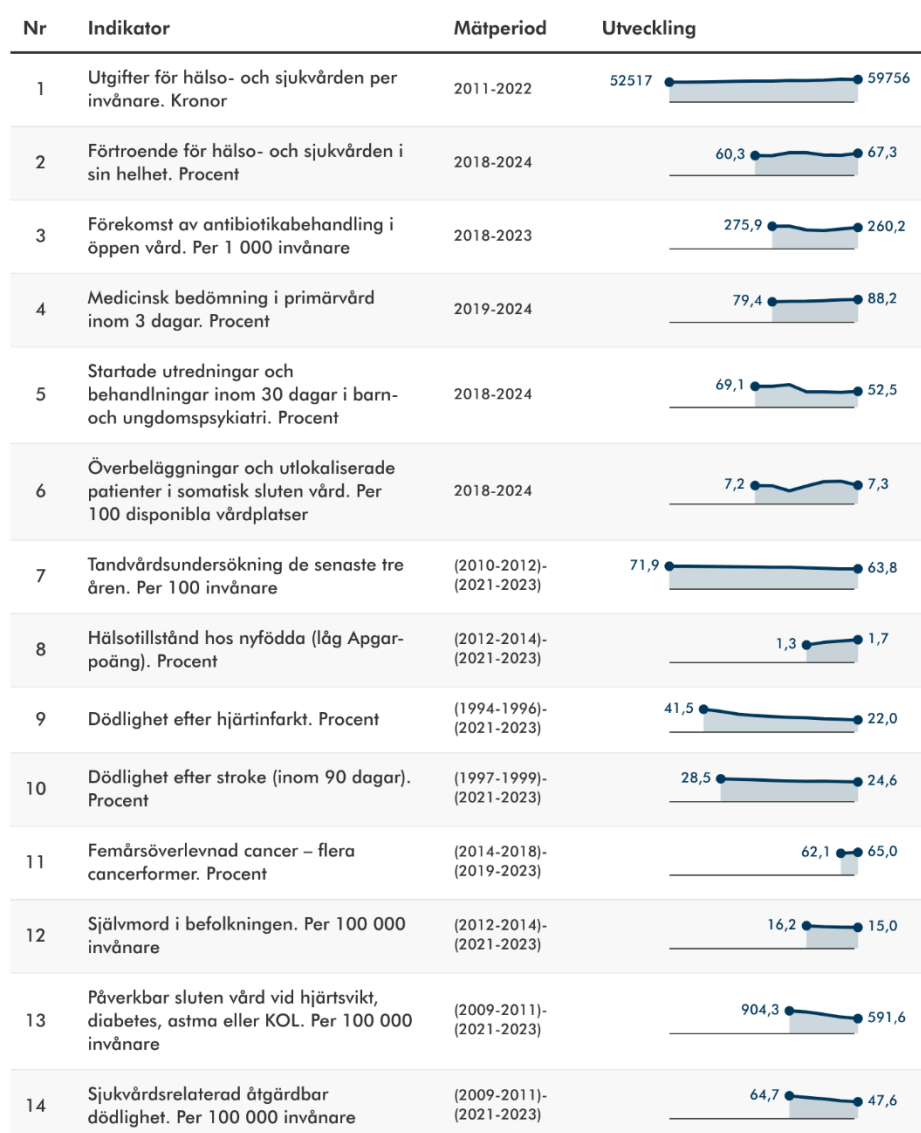 Nr Indikator Mätperiod Utveckling
1 Utgifter för hälso- och sjukvården per
invånare. Kronor
2011-2022
52517 59756
2 Förtroende för hälso- och sjukvården i
sin helhet. Procent
2018-2024
60,3 67,3
3 Förekomst av antibiotikabehandling i
öppen vård. Per 1 000 invånare
2018-2023
275,9 260,2
4 Medicinsk bedömning i primärvård
inom 3 dagar. Procent
2019-2024
79,4 88,2
5 Startade utredningar och
behandlningar inom 30 dagar i barn-
och ungdomspsykiatri. Procent
2018-2024
69,1 52,5
6 Överbeläggningar och utlokaliserade
patienter i somatisk sluten vård. Per
100 disponibla vårdplatser
2018-2024
7,2 7,3
7 Tandvårdsundersökning de senaste tre
åren. Per 100 invånare
(2010-2012)-
(2021-2023)
71,9 63,8
8 Hälsotillstånd hos nyfödda (låg Apgar-
poäng). Procent
(2012-2014)-
(2021-2023)
1,3 1,7
9 Dödlighet efter hjärtinfarkt. Procent
(1994-1996)-
(2021-2023)
41,5 22,0
10 Dödlighet efter stroke (inom 90 dagar).
Procent
(1997-1999)-
(2021-2023)
28,5 24,6
11 Femårsöverlevnad cancer – flera
cancerformer. Procent
(2014-2018)-
(2019-2023)
62,1 65,0
12 Självmord i befolkningen. Per 100 000
invånare
(2012-2014)-
(2021-2023)
16,2 15,0
13 Påverkbar sluten vård vid hjärtsvikt,
diabetes, astma eller KOL. Per 100 000
invånare
(2009-2011)-
(2021-2023)
904,3 591,6
14 Sjukvårdsrelaterad åtgärdbar
dödlighet. Per 100 000 invånare
(2009-2011)-
(2021-2023)
64,7 47,6